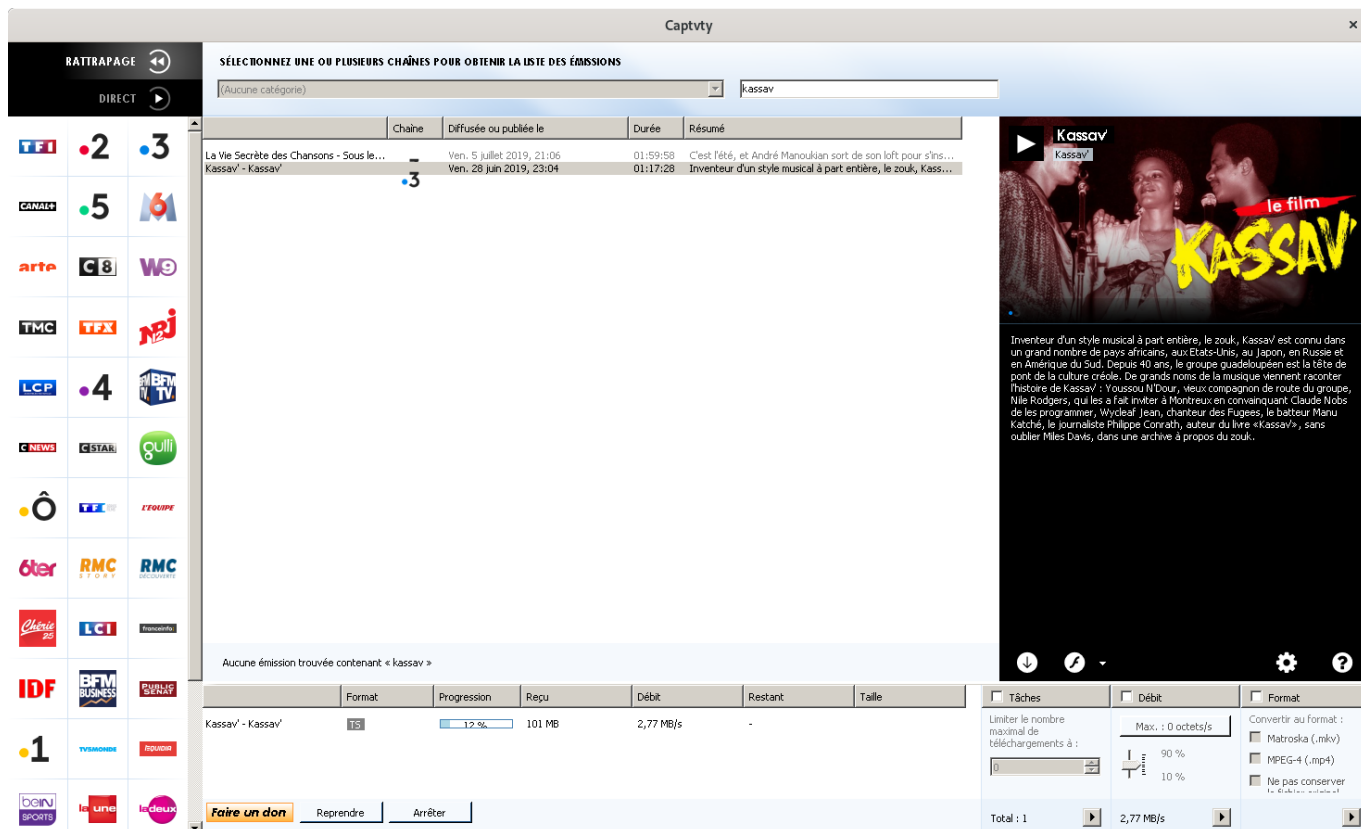 Captvty
×
RATTRAPAGE
DIRECT
SÉLECTIONNEZ UNE OU PLUSIEURS CHAÎNES POUR OBTENIR LA LISTE DES ÉMISSIONS
(Aucune catégorie)
kassav
TF1 2 3
CANAL+ 5 M6
arte C8 W9
TMC TFX NRJ12
LCP 4 BFM TV.
CNEWS CSTAR gulli
Ô TF1 L'EQUIPE
6ter RMC STORY RMC DÉCOUVERTE
Chérie 25 LCI franceinfo:
IDF BFM BUSINESS PUBLIC SENAT
1 TV5MONDE EQUIDIA
beIN SPORTS la une la deux
Chaîne Diffusée ou publiée le Durée Résumé
La Vie Secrète des Chansons - Sous le... Ven. 5 juillet 2019, 21:06 01:59:58 C'est l'été, et André Manoukian sort de son loft pour s'ins...
Kassav' - Kassav' 3 Ven. 28 juin 2019, 23:04 01:17:28 Inventeur d'un style musical à part entière, le zouk, Kass...
Aucune émission trouvée contenant « kassav »
Kassav'
Kassav'
le film
KASSAV'
Inventeur d'un style musical à part entière, le zouk, Kassav' est connu dans
un grand nombre de pays africains, aux Etats-Unis, au Japon, en Russie et
en Amérique du Sud. Depuis 40 ans, le groupe guadeloupéen est la tête de
pont de la culture créole. De grands noms de la musique viennent raconter
l'histoire de Kassav' : Youssou N'Dour, vieux compagnon de route du groupe,
Nile Rodgers, qui les a fait inviter à Montreux en convainquant Claude Nobs
de les programmer, Wycleaf Jean, chanteur des Fugees, le batteur Manu
Katché, le journaliste Philippe Conrath, auteur du livre «Kassav'», sans
oublier Miles Davis, dans une archive à propos du zouk.
?
Format Progression Reçu Débit Restant Taille
Kassav' - Kassav' TS 12 % 101 MB 2,77 MB/s -
Faire un don Reprendre Arrêter
Tâches
Limiter le nombre
maximal de
téléchargements à :
0
Total : 1
Débit
Max. : 0 octets/s
90 %
10 %
2,77 MB/s
Format
Convertir au format :
Matroska (.mkv)
MPEG-4 (.mp4)
Ne pas conserver
le fichier original